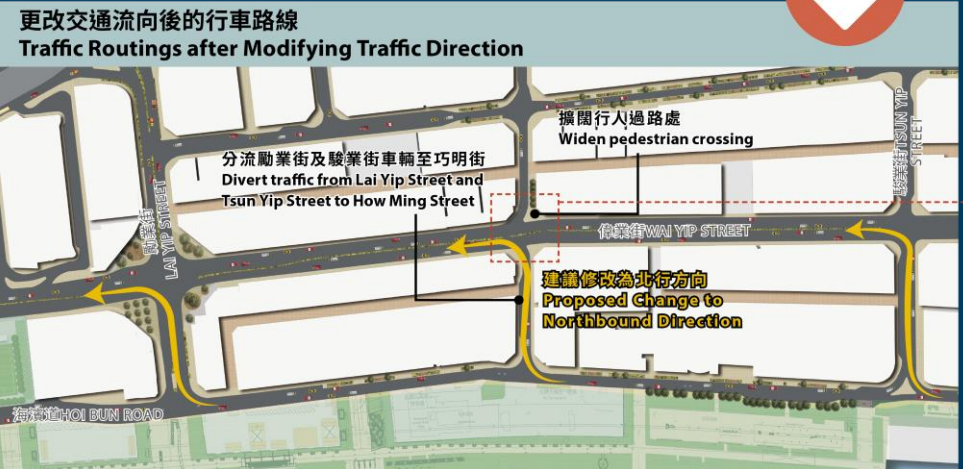 更改交通流向後的行車路線
Traffic Routings after Modifying Traffic Direction
擴闊行人過路處
Widen pedestrian crossing
分流勵業街及駿業街車輛至巧明街
Divert traffic from Lai Yip Street and
Tsun Yip Street to How Ming Street
駿業街TSUN YIP
STREET
勵業街
LAI YIP STREET
偉業街WAI YIP STREET
建議修改為北行方向
Proposed Change to
Northbound Direction
海濱道HOI BUN ROAD